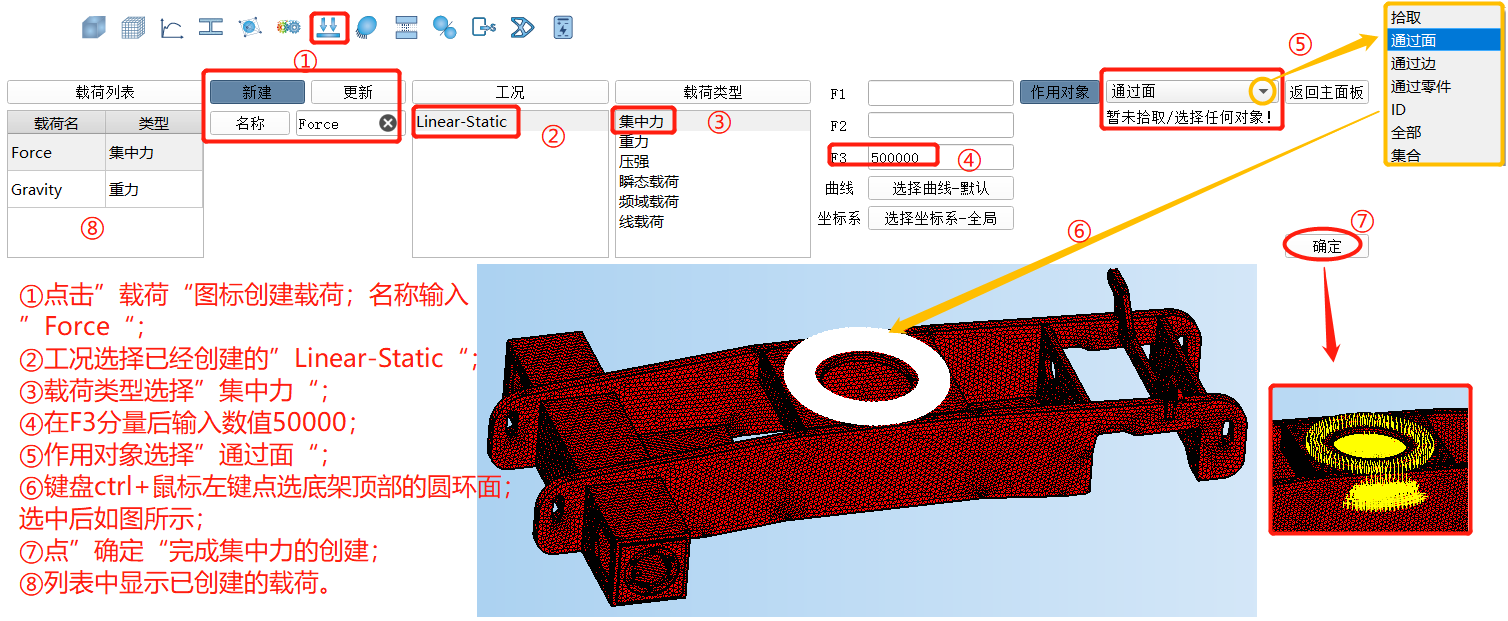 ①
载荷列表
载荷名 类型
Force 集中力
Gravity 重力
⑧
新建 更新
名称 Force
工况
Linear-Static
②
载荷类型
集中力
重力
压强
瞬态载荷
频域载荷
线载荷
③
F1
F2
F3 500000
④
曲线 选择曲线-默认
坐标系 选择坐标系-全局
作用对象 通过面 返回主面板
暂未拾取/选择任何对象！
⑤
拾取
通过面
通过边
通过零件
ID
全部
集合
⑥
⑦
确定
①点击”载荷“图标创建载荷；名称输入
”Force“；
②工况选择已经创建的”Linear-Static“；
③载荷类型选择”集中力“；
④在F3分量后输入数值50000；
⑤作用对象选择”通过面“；
⑥键盘ctrl+鼠标左键点选底架顶部的圆环面；
选中后如图所示；
⑦点”确定“完成集中力的创建；
⑧列表中显示已创建的载荷。